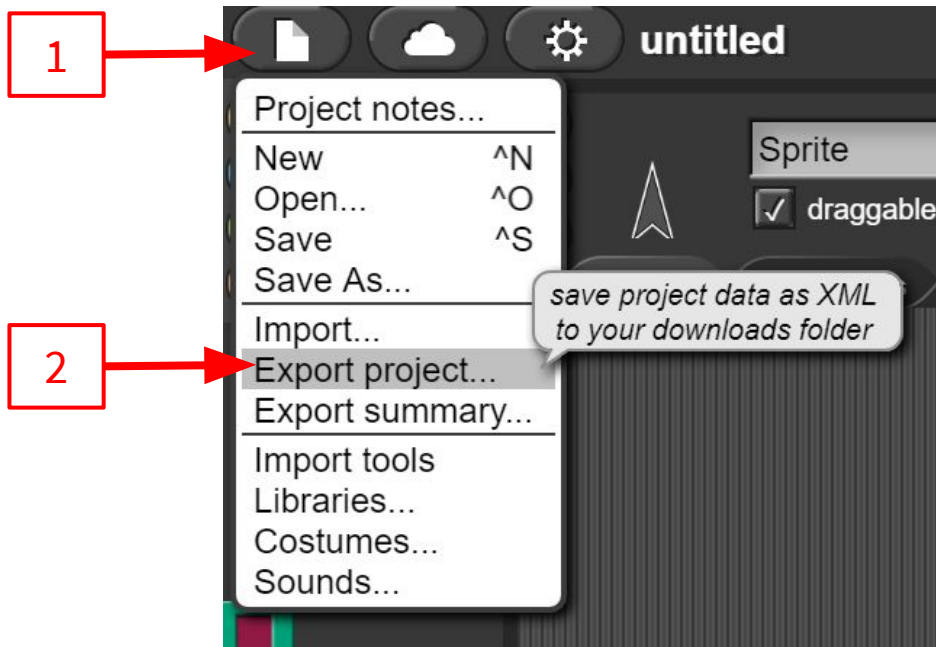 1
untitled
Project notes...
New ^N
Open... ^O
Save ^S
Save As...
Import...
Export project...
Export summary...
Import tools
Libraries...
Costumes...
Sounds...
2
Sprite
draggable
save project data as XML
to your downloads folder